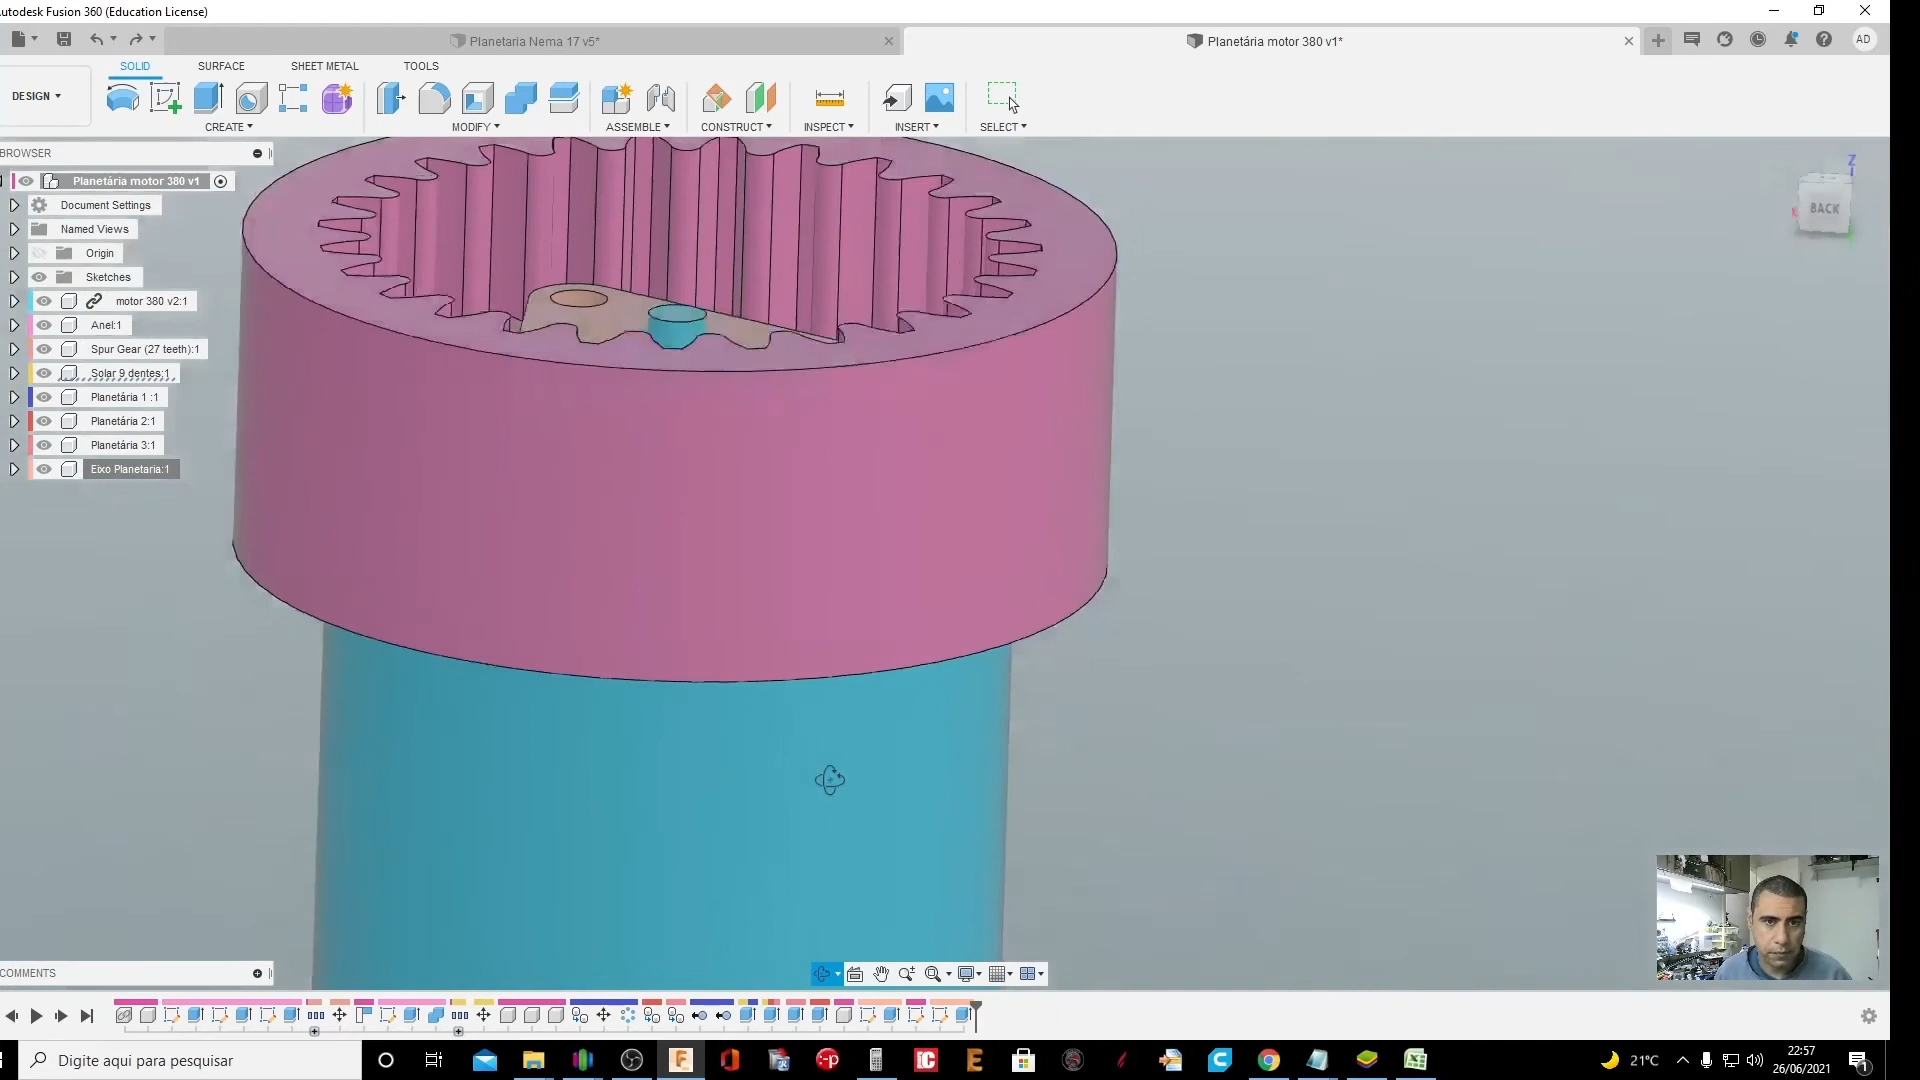 utodesk Fusion 360 (Education License)
Planetaria Nema 17 v5*
Planetária motor 380 v1*
AD
SOLID SURFACE SHEET METAL TOOLS
DESIGN
CREATE MODIFY ASSEMBLE CONSTRUCT INSPECT INSERT SELECT
BROWSER
Planetária motor 380 v1
Document Settings
Named Views
Origin
Sketches
motor 380 v2:1
Anel:1
Spur Gear (27 teeth):1
Solar 9 dentes:1
Planetária 1 :1
Planetária 2:1
Planetária 3:1
Eixo Planetaria:1
Z
BACK
COMMENTS
Digite aqui para pesquisar
21°C
22:57
26/06/2021